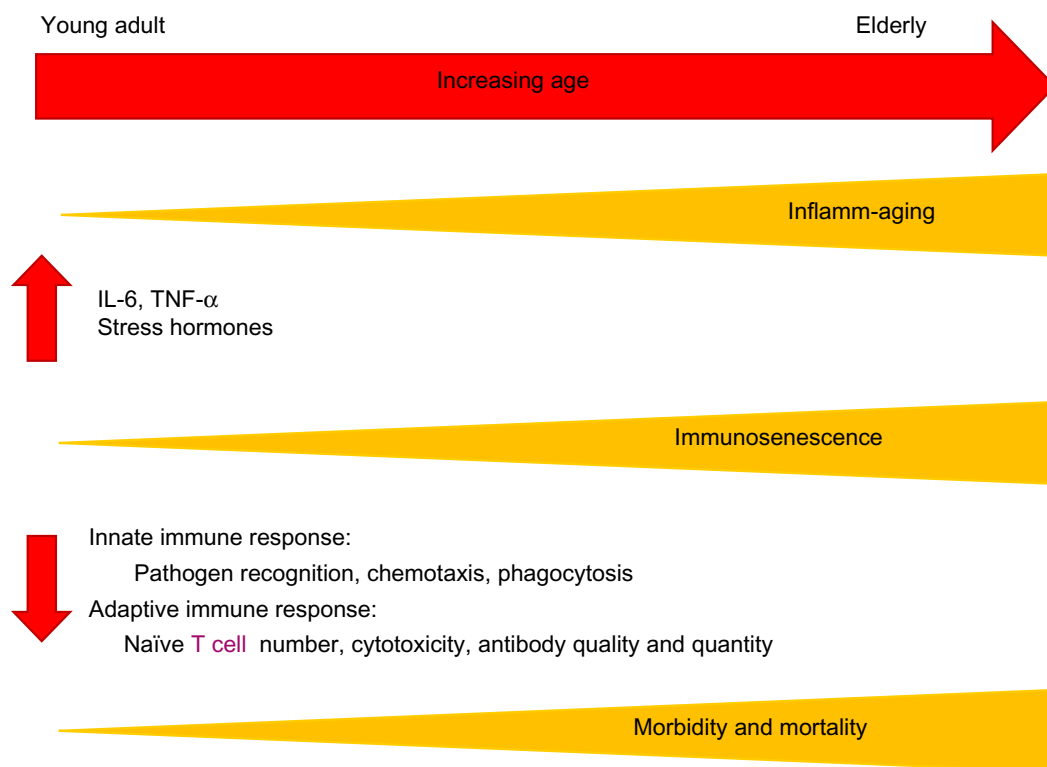 Young adult
Elderly
Increasing age
Inflamm-aging
IL-6, TNF-α
Stress hormones
Immunosenescence
Innate immune response:
Pathogen recognition, chemotaxis, phagocytosis
Adaptive immune response:
Naïve T cell number, cytotoxicity, antibody quality and quantity
Morbidity and mortality